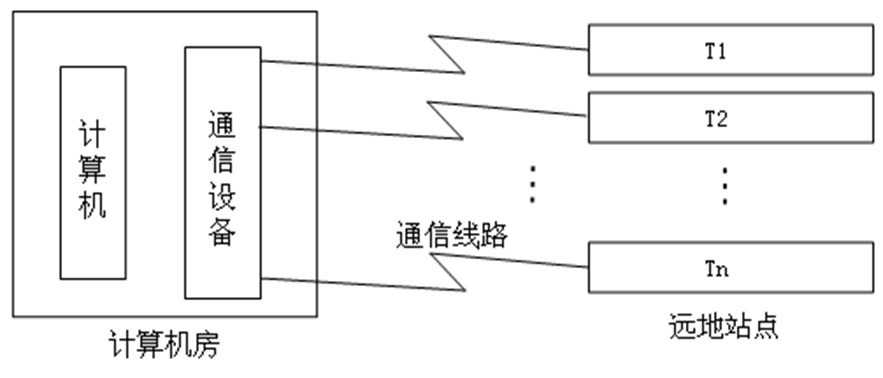 T1
T2
计算机
通信设备
通信线路
Tn
计算机房
远地站点